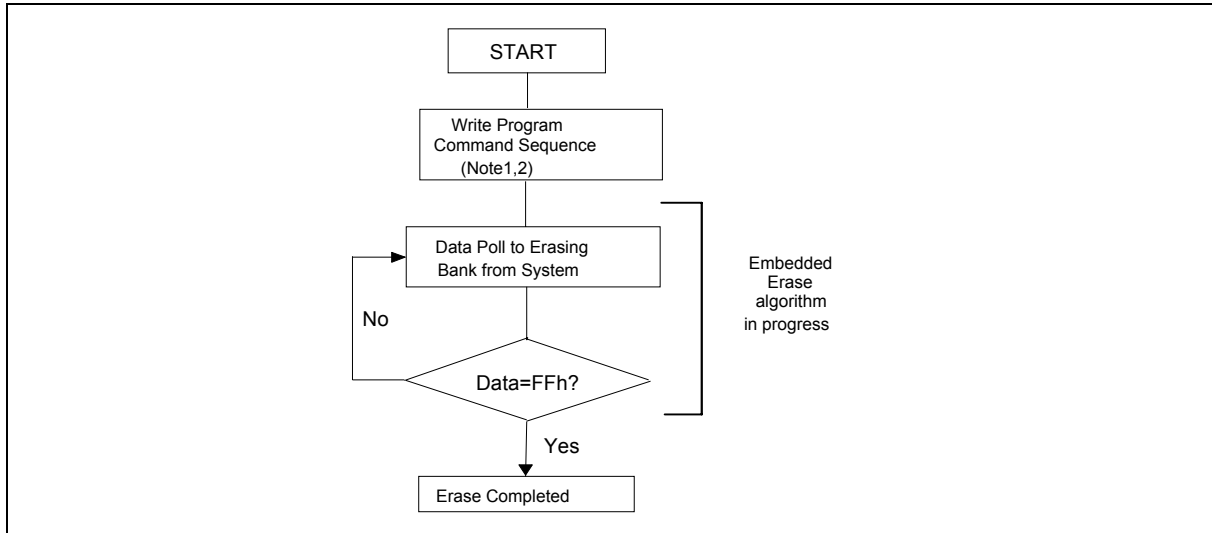 START
Write Program
Command Sequence
(Note1,2)
Data Poll to Erasing
Bank from System
Embedded
Erase
algorithm
in progress
No
Data=FFh?
Yes
Erase Completed